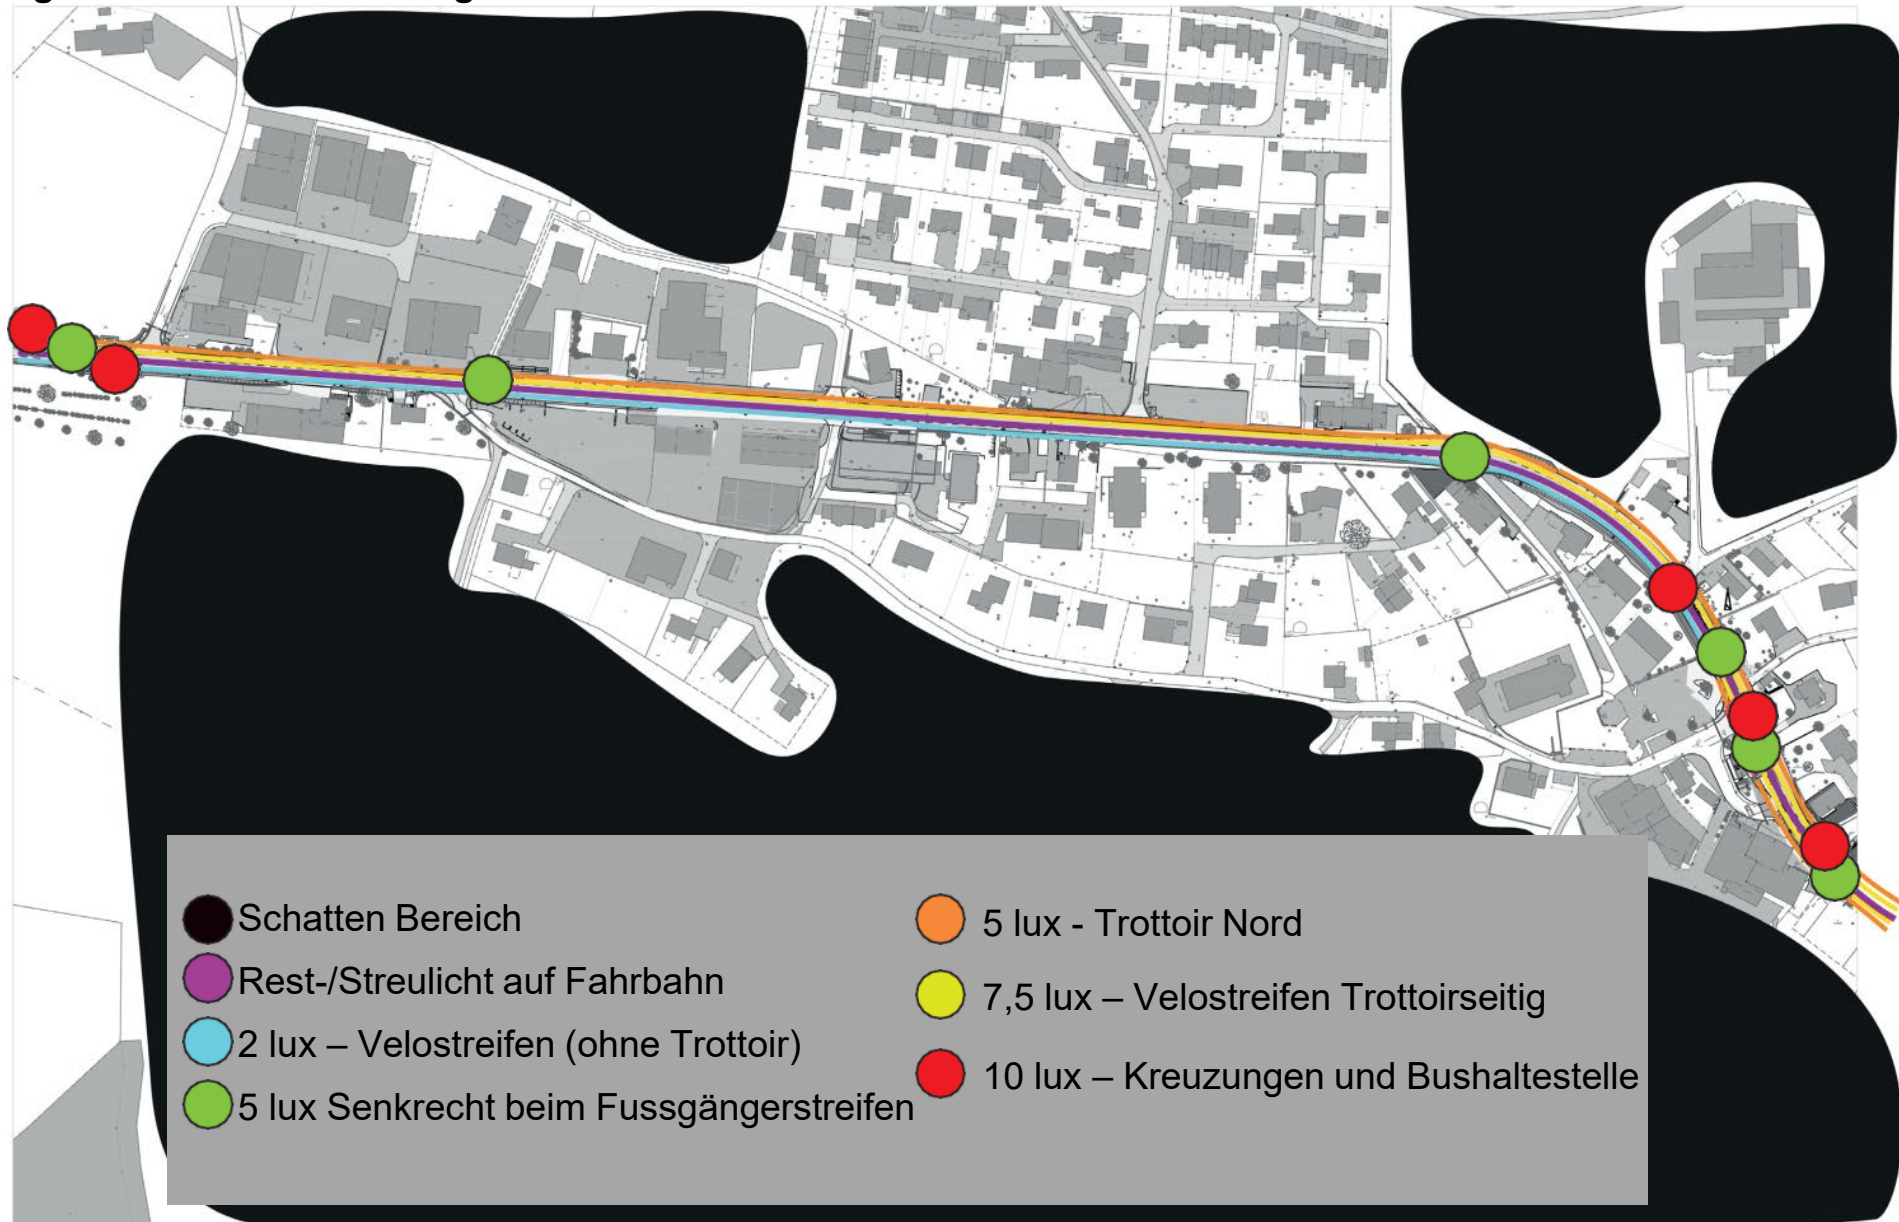 Schatten Bereich
Rest-/Streulicht auf Fahrbahn
2 lux – Velostreifen (ohne Trottoir)
5 lux Senkrecht beim Fussgängerstreifen
5 lux - Trottoir Nord
7,5 lux – Velostreifen Trottoirseitig
10 lux – Kreuzungen und Bushaltestelle